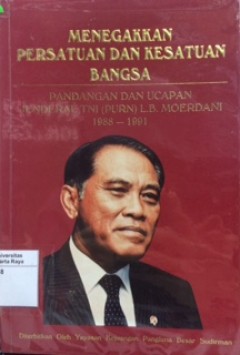 MENEGAKKAN
PERSATUAN DAN KESATUAN
BANGSA
PANDANGAN DAN UCAPAN
JENDERAL TNI (PURN) L.B. MOERDANI
1988 – 1991
Universitas
Raya
Diterbitkan Oleh Yayasan Kejuangan Panglima Besar Sudirman